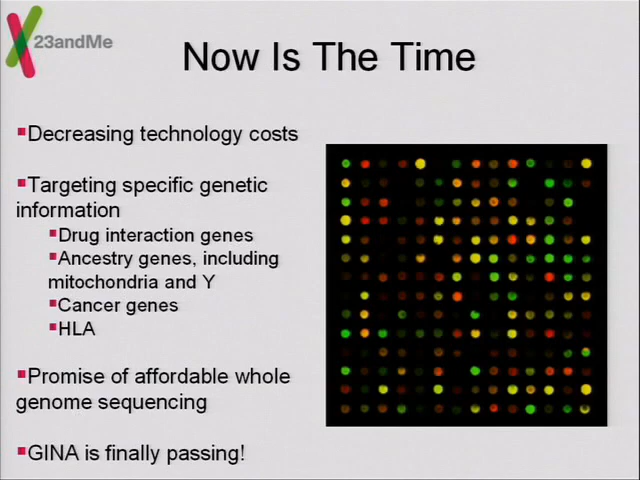 23andMe
Now Is The Time
Decreasing technology costs
Targeting specific genetic
information
Drug interaction genes
Ancestry genes, including
mitochondria and Y
Cancer genes
HLA
Promise of affordable whole
genome sequencing
GINA is finally passing!